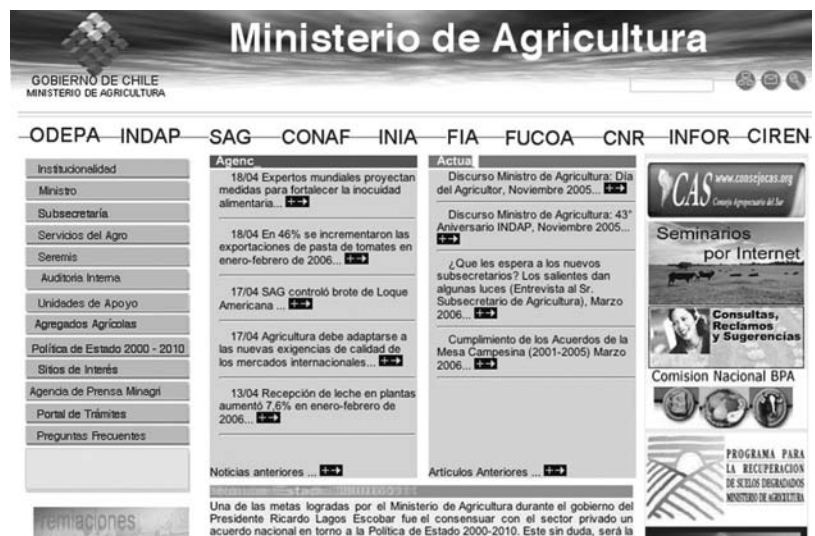 Ministerio de Agricultura
GOBIERNO DE CHILE
MINISTERIO DE AGRICULTURA
ODEPA INDAP SAG CONAF INIA FIA FUCOA CNR INFOR CIREN
Institucionalidad
Ministro
Subsecretaría
Servicios del Agro
Seremis
Auditoria Interna
Unidades de Apoyo
Agregados Agrícolas
Política de Estado 2000 - 2010
Sitios de Interés
Agencia de Prensa Minagri
Portal de Trámites
Preguntas Frecuentes
Agenc
18/04 Expertos mundiales proyectan
medidas para fortalecer la inocuidad
alimentaria...
18/04 En 46% se incrementaron las
exportaciones de pasta de tomates en
enero-febrero de 2006...
17/04 SAG controló brote de Loque
Americana ...
17/04 Agricultura debe adaptarse a
las nuevas exigencias de calidad de
los mercados internacionales...
13/04 Recepción de leche en plantas
aumentó 7,6% en enero-febrero de
2006...
Noticias anteriores ...
Actua
Discurso Ministro de Agricultura: Día
del Agricultor, Noviembre 2005...
Discurso Ministro de Agricultura: 43°
Aniversario INDAP, Noviembre 2005...
¿Que les espera a los nuevos
subsecretarios? Los salientes dan
algunas luces (Entrevista al Sr.
Subsecretario de Agricultura), Marzo
2006...
Cumplimiento de los Acuerdos de la
Mesa Campesina (2001-2005) Marzo
2006...
Artículos Anteriores ...
CAS www.consejocas.org
Consejo Agropecuario del Sur
Seminarios
por Internet
Consultas,
Reclamos
y Sugerencias
Comision Nacional BPA
PROGRAMA PARA
LA RECUPERACION
DE SUELOS DEGRADADOS
MINISTERIO DE AGRICULTURA
remiaciones
Una de las metas logradas por el Ministerio de Agricultura durante el gobierno del
Presidente Ricardo Lagos Escobar fue el consensuar con el sector privado un
acuerdo nacional en torno a la Política de Estado 2000-2010. Este sin duda, será la